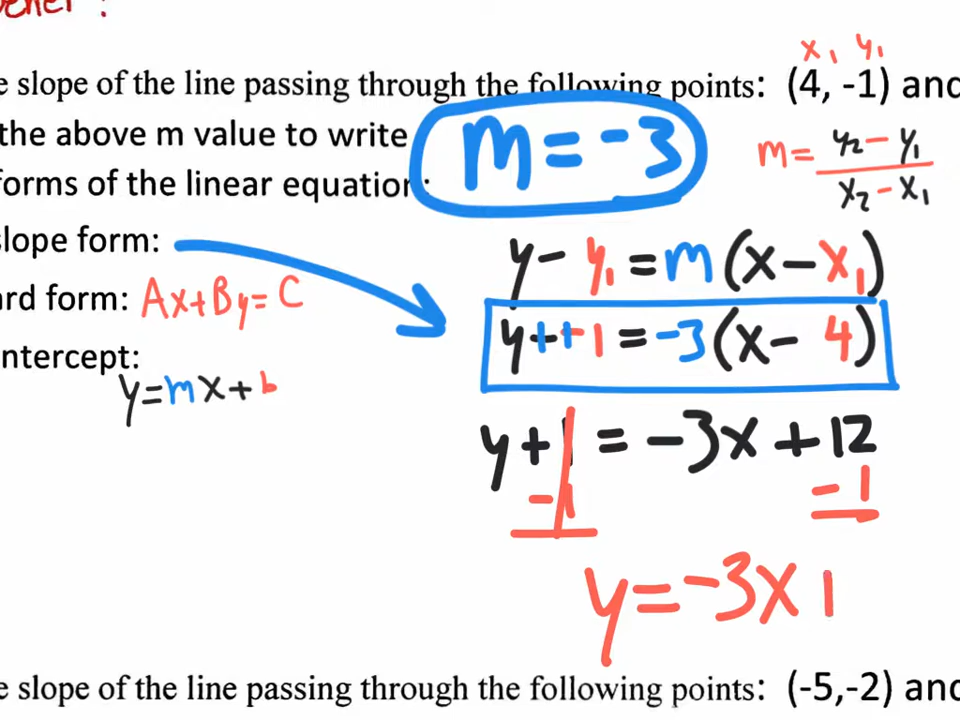 e slope of the line passing through the following points: (4, -1) and
x₁ y₁
the above m value to write
m = -3
m = y₂ - y₁ / x₂ - x₁
forms of the linear equation:
slope form:
y - y₁ = m(x - x₁)
ard form: Ax + By = C
y + + 1 = -3(x - 4)
ntercept:
y = mx + b
y + 1 = -3x + 12
-1 -1
y = -3x 1
e slope of the line passing through the following points: (-5,-2) and